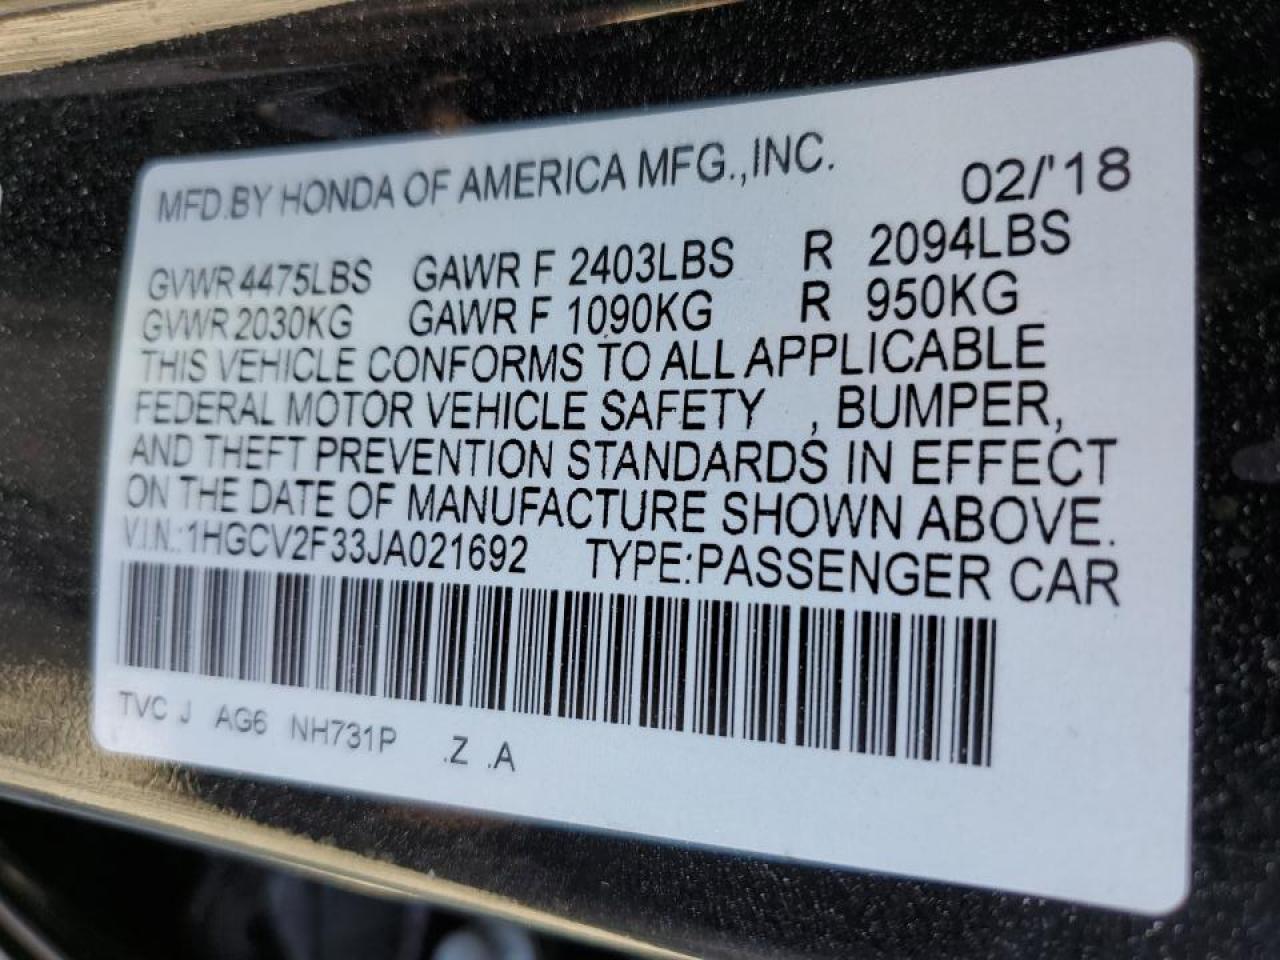 MFD.BY HONDA OF AMERICA MFG.,INC. 02/'18
GVWR 4475LBS GAWR F 2403LBS R 2094LBS
GVWR 2030KG GAWR F 1090KG R 950KG
THIS VEHICLE CONFORMS TO ALL APPLICABLE
FEDERAL MOTOR VEHICLE SAFETY , BUMPER,
AND THEFT PREVENTION STANDARDS IN EFFECT
ON THE DATE OF MANUFACTURE SHOWN ABOVE.
V.I.N.:1HGCV2F33JA021692 TYPE:PASSENGER CAR
TVC J AG6 NH731P .Z .A